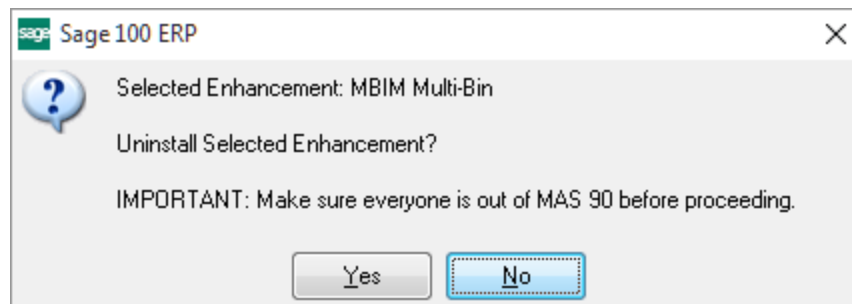 sage Sage 100 ERP
Selected Enhancement: MBIM Multi-Bin
Uninstall Selected Enhancement?
IMPORTANT: Make sure everyone is out of MAS 90 before proceeding.
Yes No